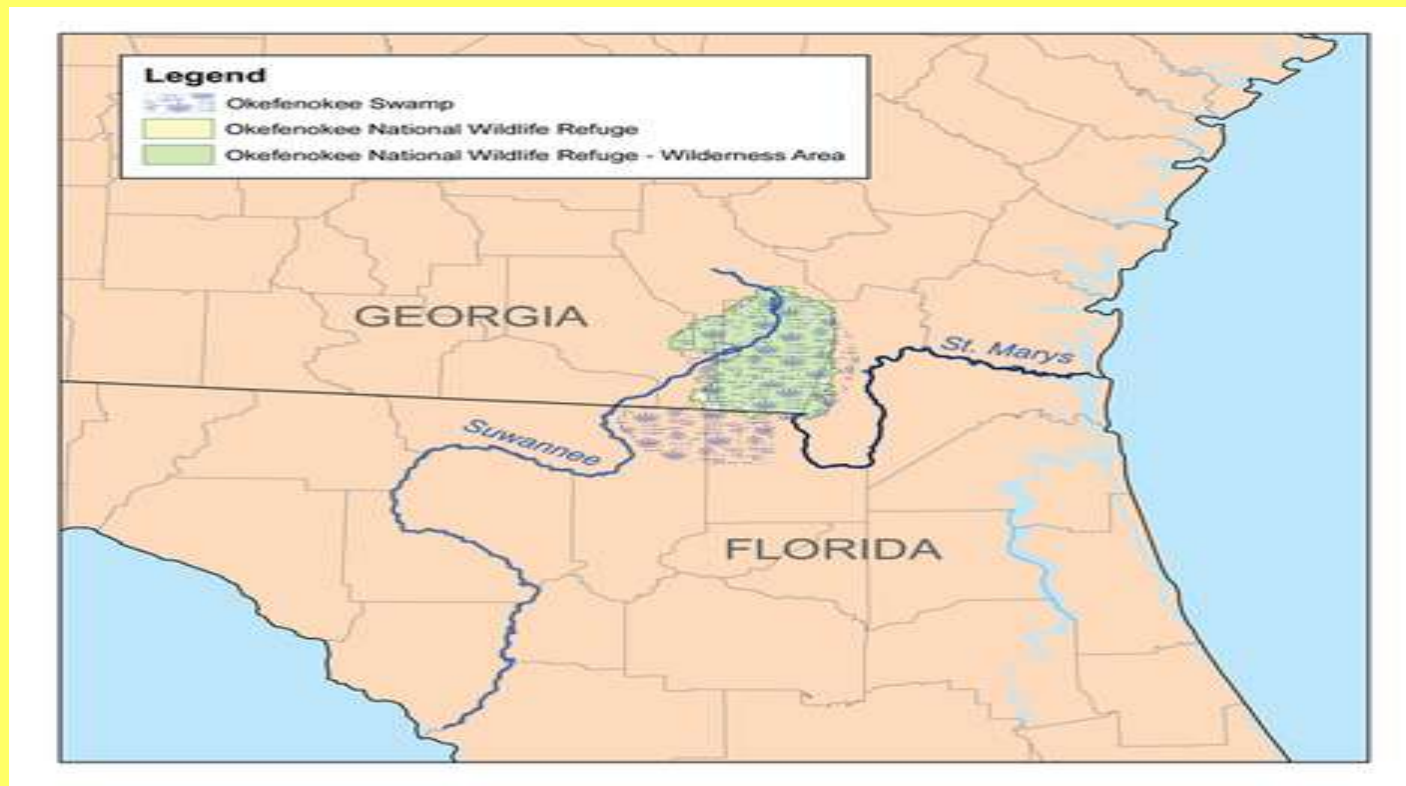 Legend
Okefenokee Swamp
Okefenokee National Wildlife Refuge
Okefenokee National Wildlife Refuge - Wilderness Area
GEORGIA
St. Marys
Suwannee
FLORIDA